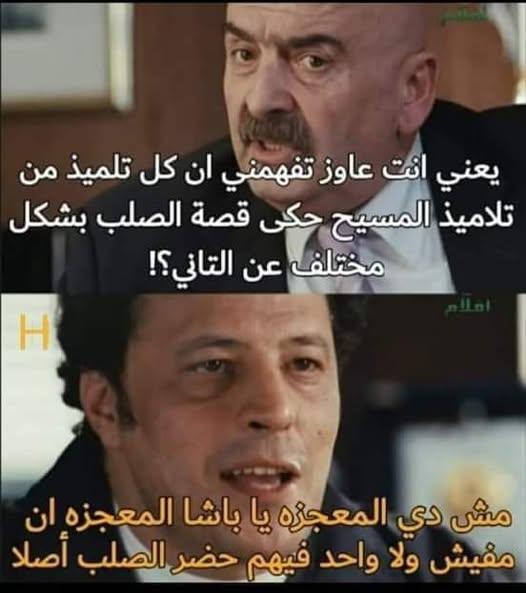 افلام
يعني انت عاوز تفهمني ان كل تلميذ من
تلاميذ المسيح حكى قصة الصلب بشكل
مختلف عن التاني؟!
افلام
H
مش دي المعجزه يا باشا المعجزه ان
مفيش ولا واحد فيهم حضر الصلب أصلا